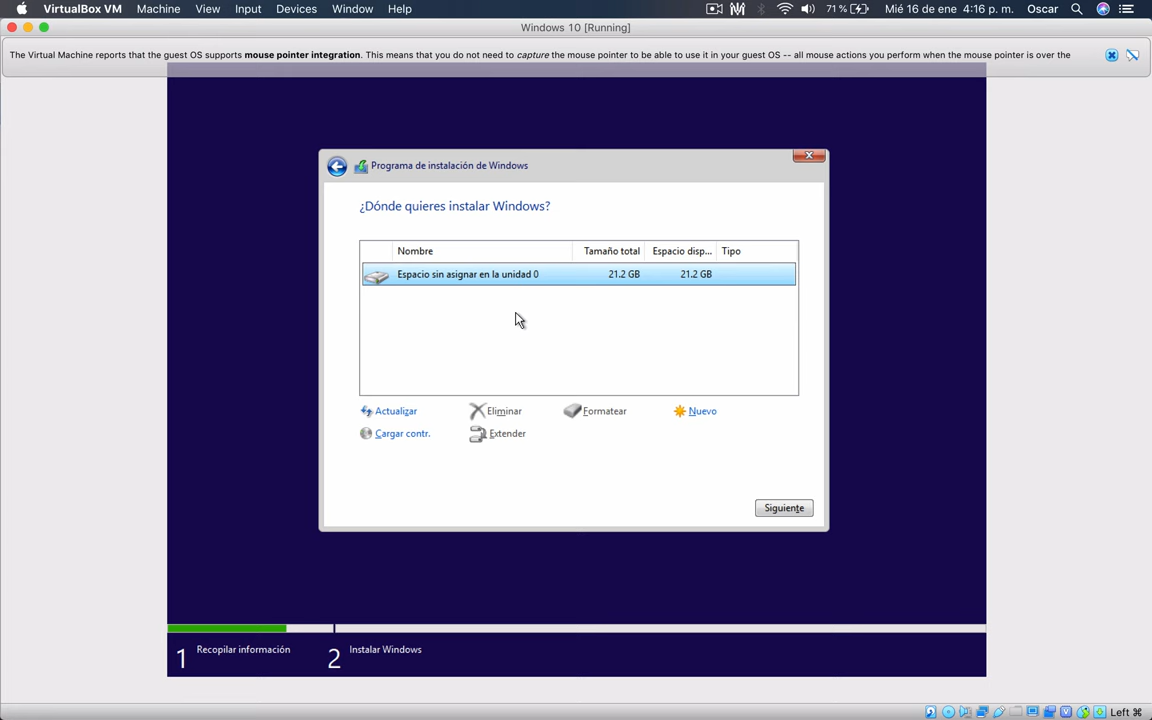 VirtualBox VM Machine View Input Devices Window Help 71% Mié 16 de ene 4:16 p. m. Oscar
Windows 10 [Running]
The Virtual Machine reports that the guest OS supports mouse pointer integration. This means that you do not need to capture the mouse pointer to be able to use it in your guest OS -- all mouse actions you perform when the mouse pointer is over the
Programa de instalación de Windows
¿Dónde quieres instalar Windows?
Nombre Tamaño total Espacio disp... Tipo
Espacio sin asignar en la unidad 0 21.2 GB 21.2 GB
Actualizar Eliminar Formatear Nuevo
Cargar contr. Extender
Siguiente
1 Recopilar información 2 Instalar Windows
Left ⌘